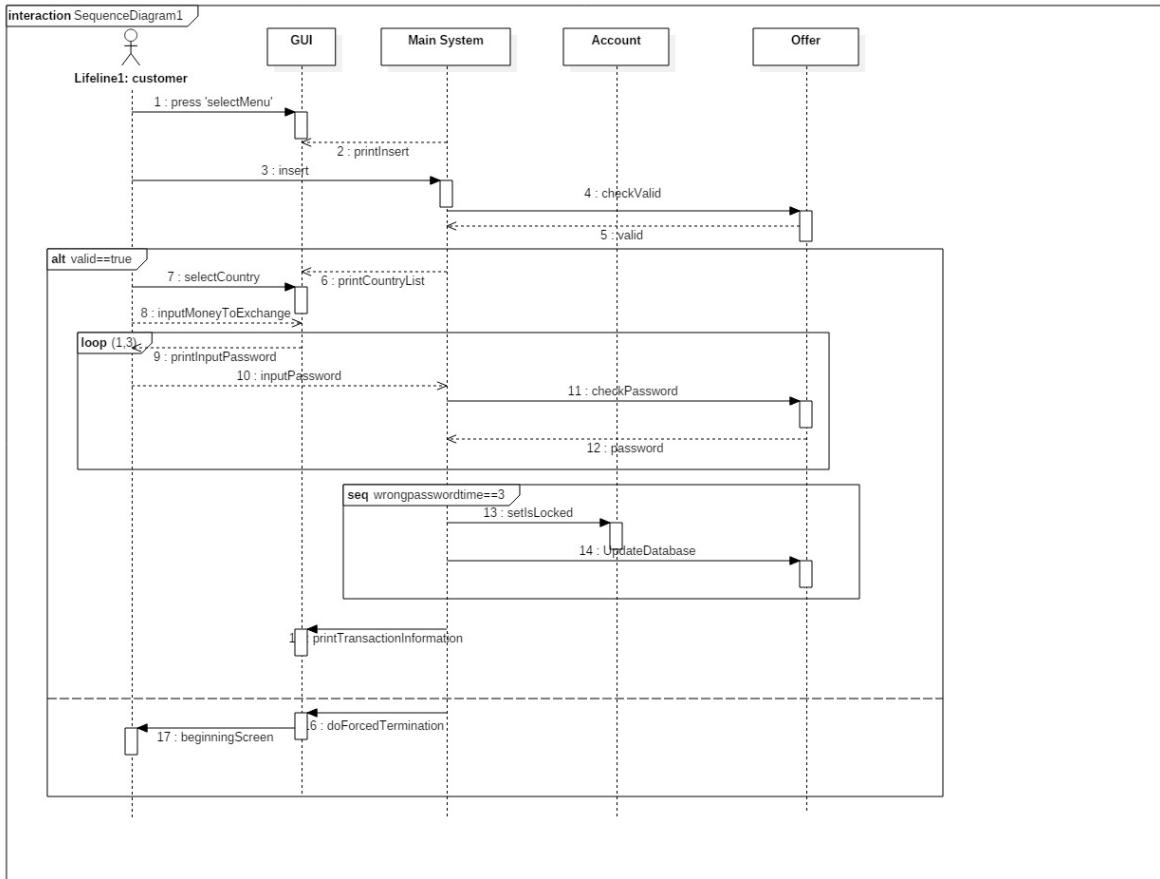 interaction SequenceDiagram1
GUI
Main System
Account
Offer
Lifeline1: customer
1 : press 'selectMenu'
2 : printInsert
3 : insert
4 : checkValid
5 : valid
alt valid==true
6 : printCountryList
7 : selectCountry
8 : inputMoneyToExchange
loop (1,3)
9 : printInputPassword
10 : inputPassword
11 : checkPassword
12 : password
seq wrongpasswordtime==3
13 : setIsLocked
14 : UpdateDatabase
printTransactionInformation
16 : doForcedTermination
17 : beginningScreen